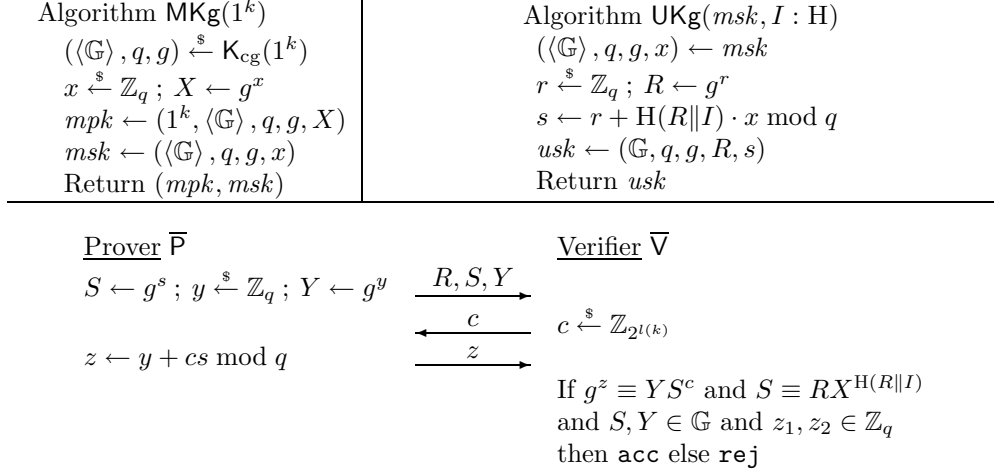 Algorithm MKg(1^k)
(⟨𝔾⟩, q, g) ←$ K_cg(1^k)
x ←$ ℤ_q ; X ← g^x
mpk ← (1^k, ⟨𝔾⟩, q, g, X)
msk ← (⟨𝔾⟩, q, g, x)
Return (mpk, msk)
Algorithm UKg(msk, I : H)
(⟨𝔾⟩, q, g, x) ← msk
r ←$ ℤ_q ; R ← g^r
s ← r + H(R‖I) · x mod q
usk ← (𝔾, q, g, R, s)
Return usk
Prover P̅
Verifier V̅
S ← g^s ; y ←$ ℤ_q ; Y ← g^y
R, S, Y
c
c ←$ ℤ_{2^{l(k)}}
z ← y + cs mod q
z
If g^z ≡ YS^c and S ≡ RX^{H(R‖I)}
and S, Y ∈ 𝔾 and z_1, z_2 ∈ ℤ_q
then acc else rej